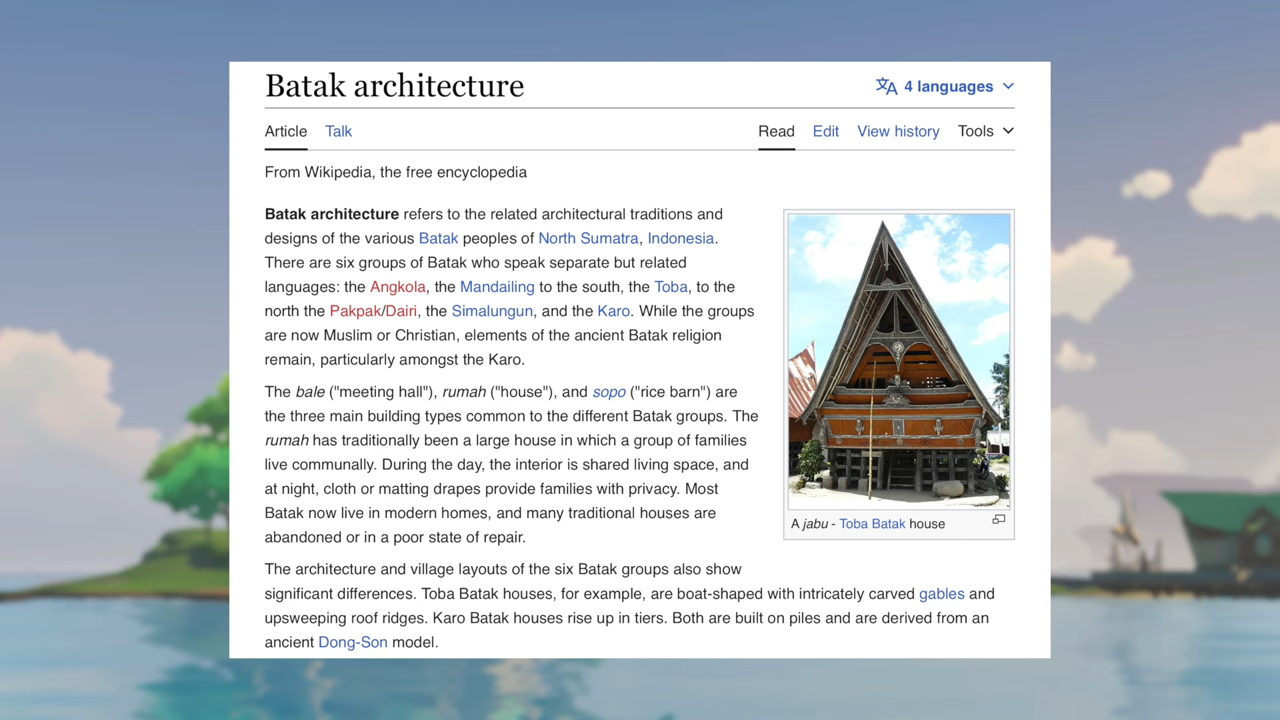 Batak architecture
4 languages
Article Talk Read Edit View history Tools
From Wikipedia, the free encyclopedia
Batak architecture refers to the related architectural traditions and
designs of the various Batak peoples of North Sumatra, Indonesia.
There are six groups of Batak who speak separate but related
languages: the Angkola, the Mandailing to the south, the Toba, to the
north the Pakpak/Dairi, the Simalungun, and the Karo. While the groups
are now Muslim or Christian, elements of the ancient Batak religion
remain, particularly amongst the Karo.
The bale ("meeting hall"), rumah ("house"), and sopo ("rice barn") are
the three main building types common to the different Batak groups. The
rumah has traditionally been a large house in which a group of families
live communally. During the day, the interior is shared living space, and
at night, cloth or matting drapes provide families with privacy. Most
Batak now live in modern homes, and many traditional houses are
abandoned or in a poor state of repair.
A jabu - Toba Batak house
The architecture and village layouts of the six Batak groups also show
significant differences. Toba Batak houses, for example, are boat-shaped with intricately carved gables and
upsweeping roof ridges. Karo Batak houses rise up in tiers. Both are built on piles and are derived from an
ancient Dong-Son model.